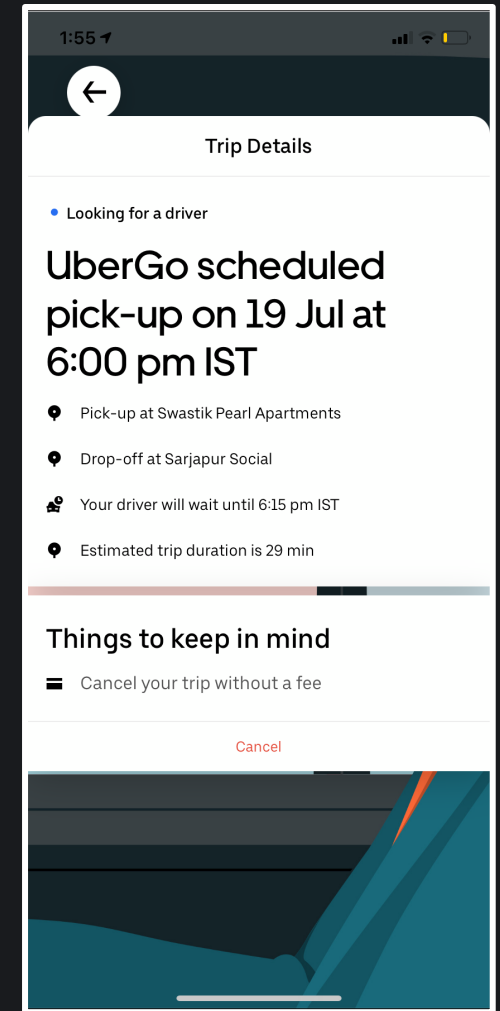 1:55
Trip Details
Looking for a driver
UberGo scheduled
pick-up on 19 Jul at
6:00 pm IST
Pick-up at Swastik Pearl Apartments
Drop-off at Sarjapur Social
Your driver will wait until 6:15 pm IST
Estimated trip duration is 29 min
Things to keep in mind
Cancel your trip without a fee
Cancel